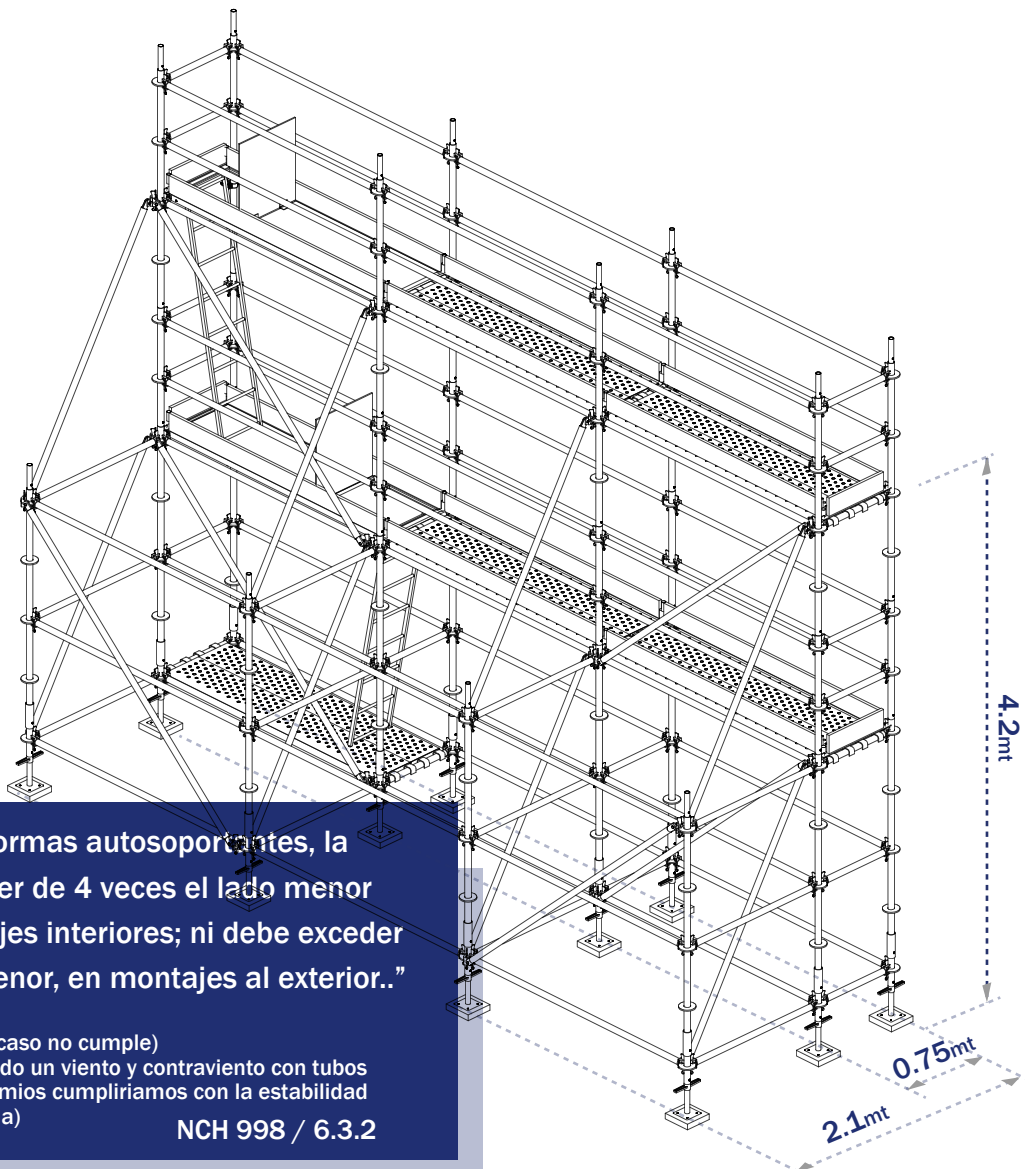 ormas autosoportantes, la
er de 4 veces el lado menor
jes interiores; ni debe exceder
enor, en montajes al exterior..”
caso no cumple)
do un viento y contraviento con tubos
mios cumpliriamos con la estabilidad
a)
NCH 998 / 6.3.2
4.2mt
0.75mt
2.1mt